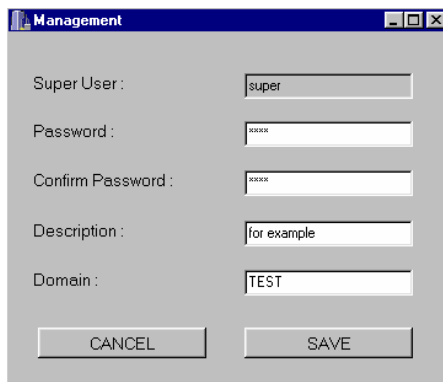 Management
Super User : super
Password : ****
Confirm Password : ****
Description : for example
Domain : TEST
CANCEL SAVE